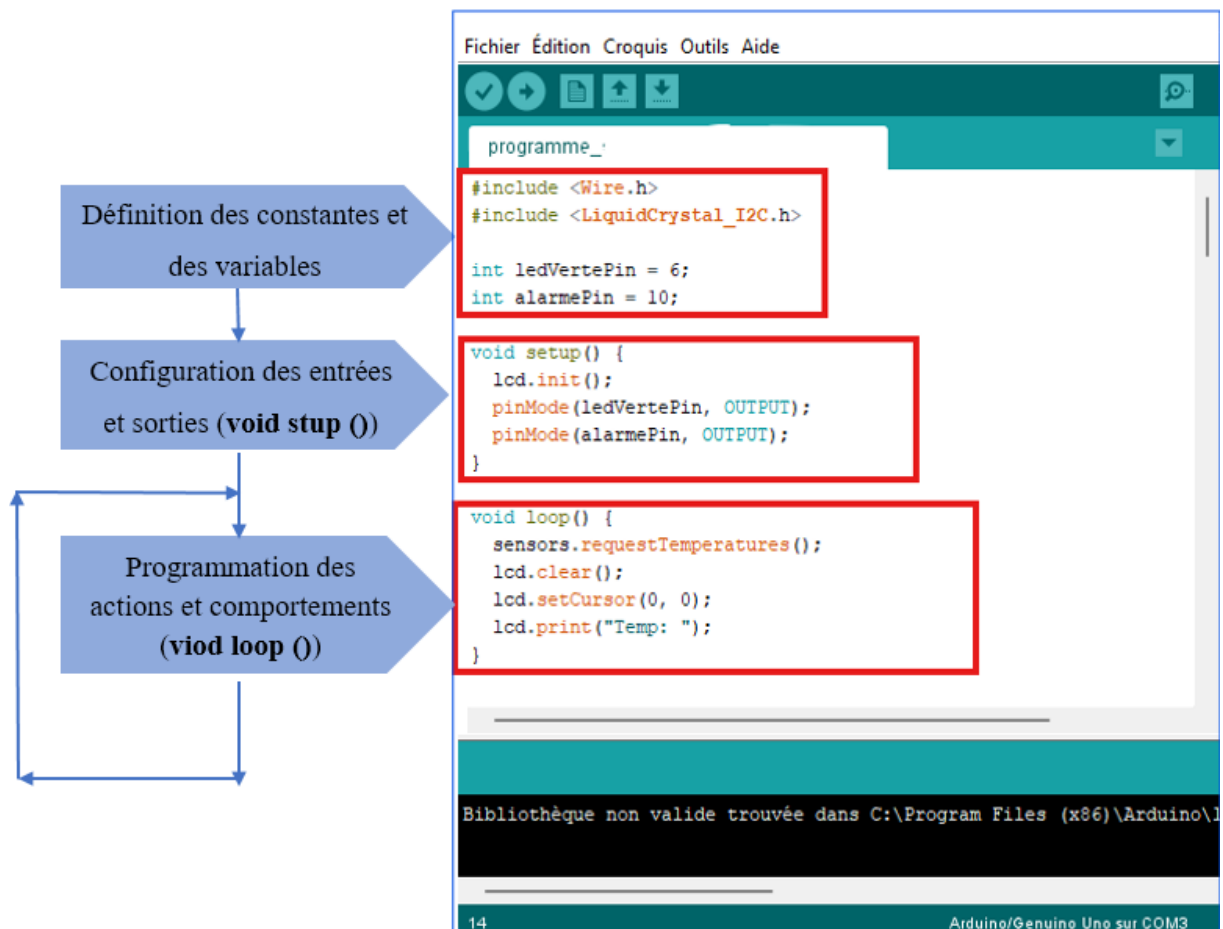 Fichier Édition Croquis Outils Aide
programme_
Définition des constantes et
des variables
#include <Wire.h>
#include <LiquidCrystal_I2C.h>
int ledVertePin = 6;
int alarmePin = 10;
Configuration des entrées
et sorties (void stup ())
void setup() {
lcd.init();
pinMode(ledVertePin, OUTPUT);
pinMode(alarmePin, OUTPUT);
}
Programmation des
actions et comportements
(viod loop ())
void loop() {
sensors.requestTemperatures();
lcd.clear();
lcd.setCursor(0, 0);
lcd.print("Temp: ");
}
Bibliothèque non valide trouvée dans C:\Program Files (x86)\Arduino\
14
Arduino/Genuino Uno sur COM3